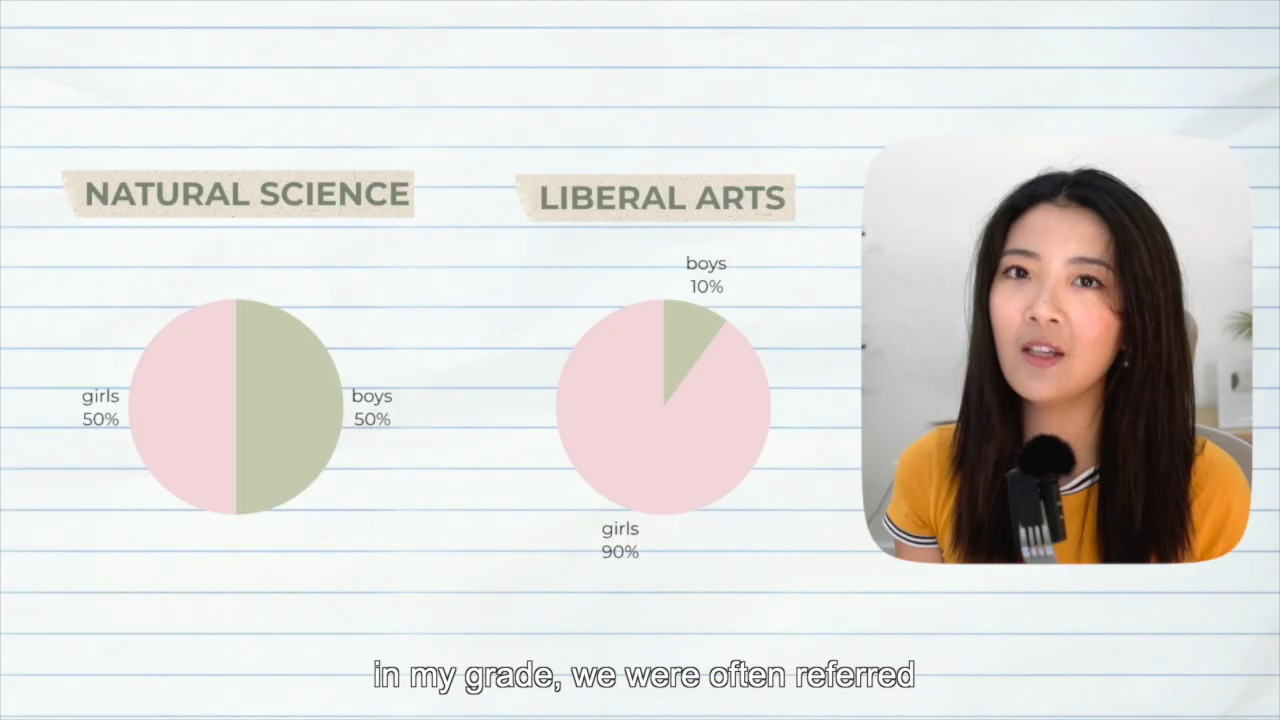 NATURAL SCIENCE
LIBERAL ARTS
boys
10%
girls
50%
boys
50%
girls
90%
in my grade, we were often referred